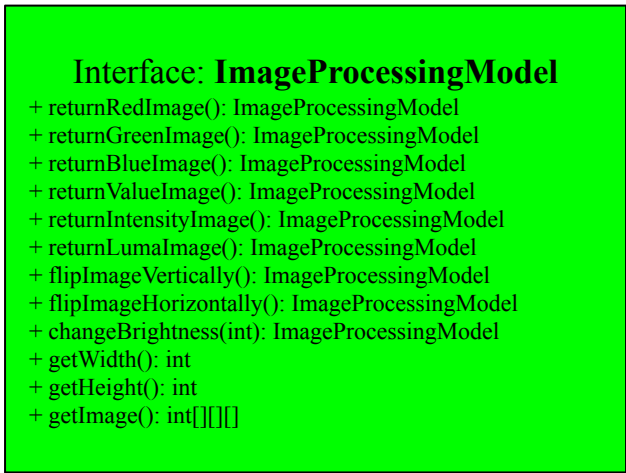 Interface: ImageProcessingModel
+ returnRedImage(): ImageProcessingModel
+ returnGreenImage(): ImageProcessingModel
+ returnBlueImage(): ImageProcessingModel
+ returnValueImage(): ImageProcessingModel
+ returnIntensityImage(): ImageProcessingModel
+ returnLumaImage(): ImageProcessingModel
+ flipImageVertically(): ImageProcessingModel
+ flipImageHorizontally(): ImageProcessingModel
+ changeBrightness(int): ImageProcessingModel
+ getWidth(): int
+ getHeight(): int
+ getImage(): int[][][]